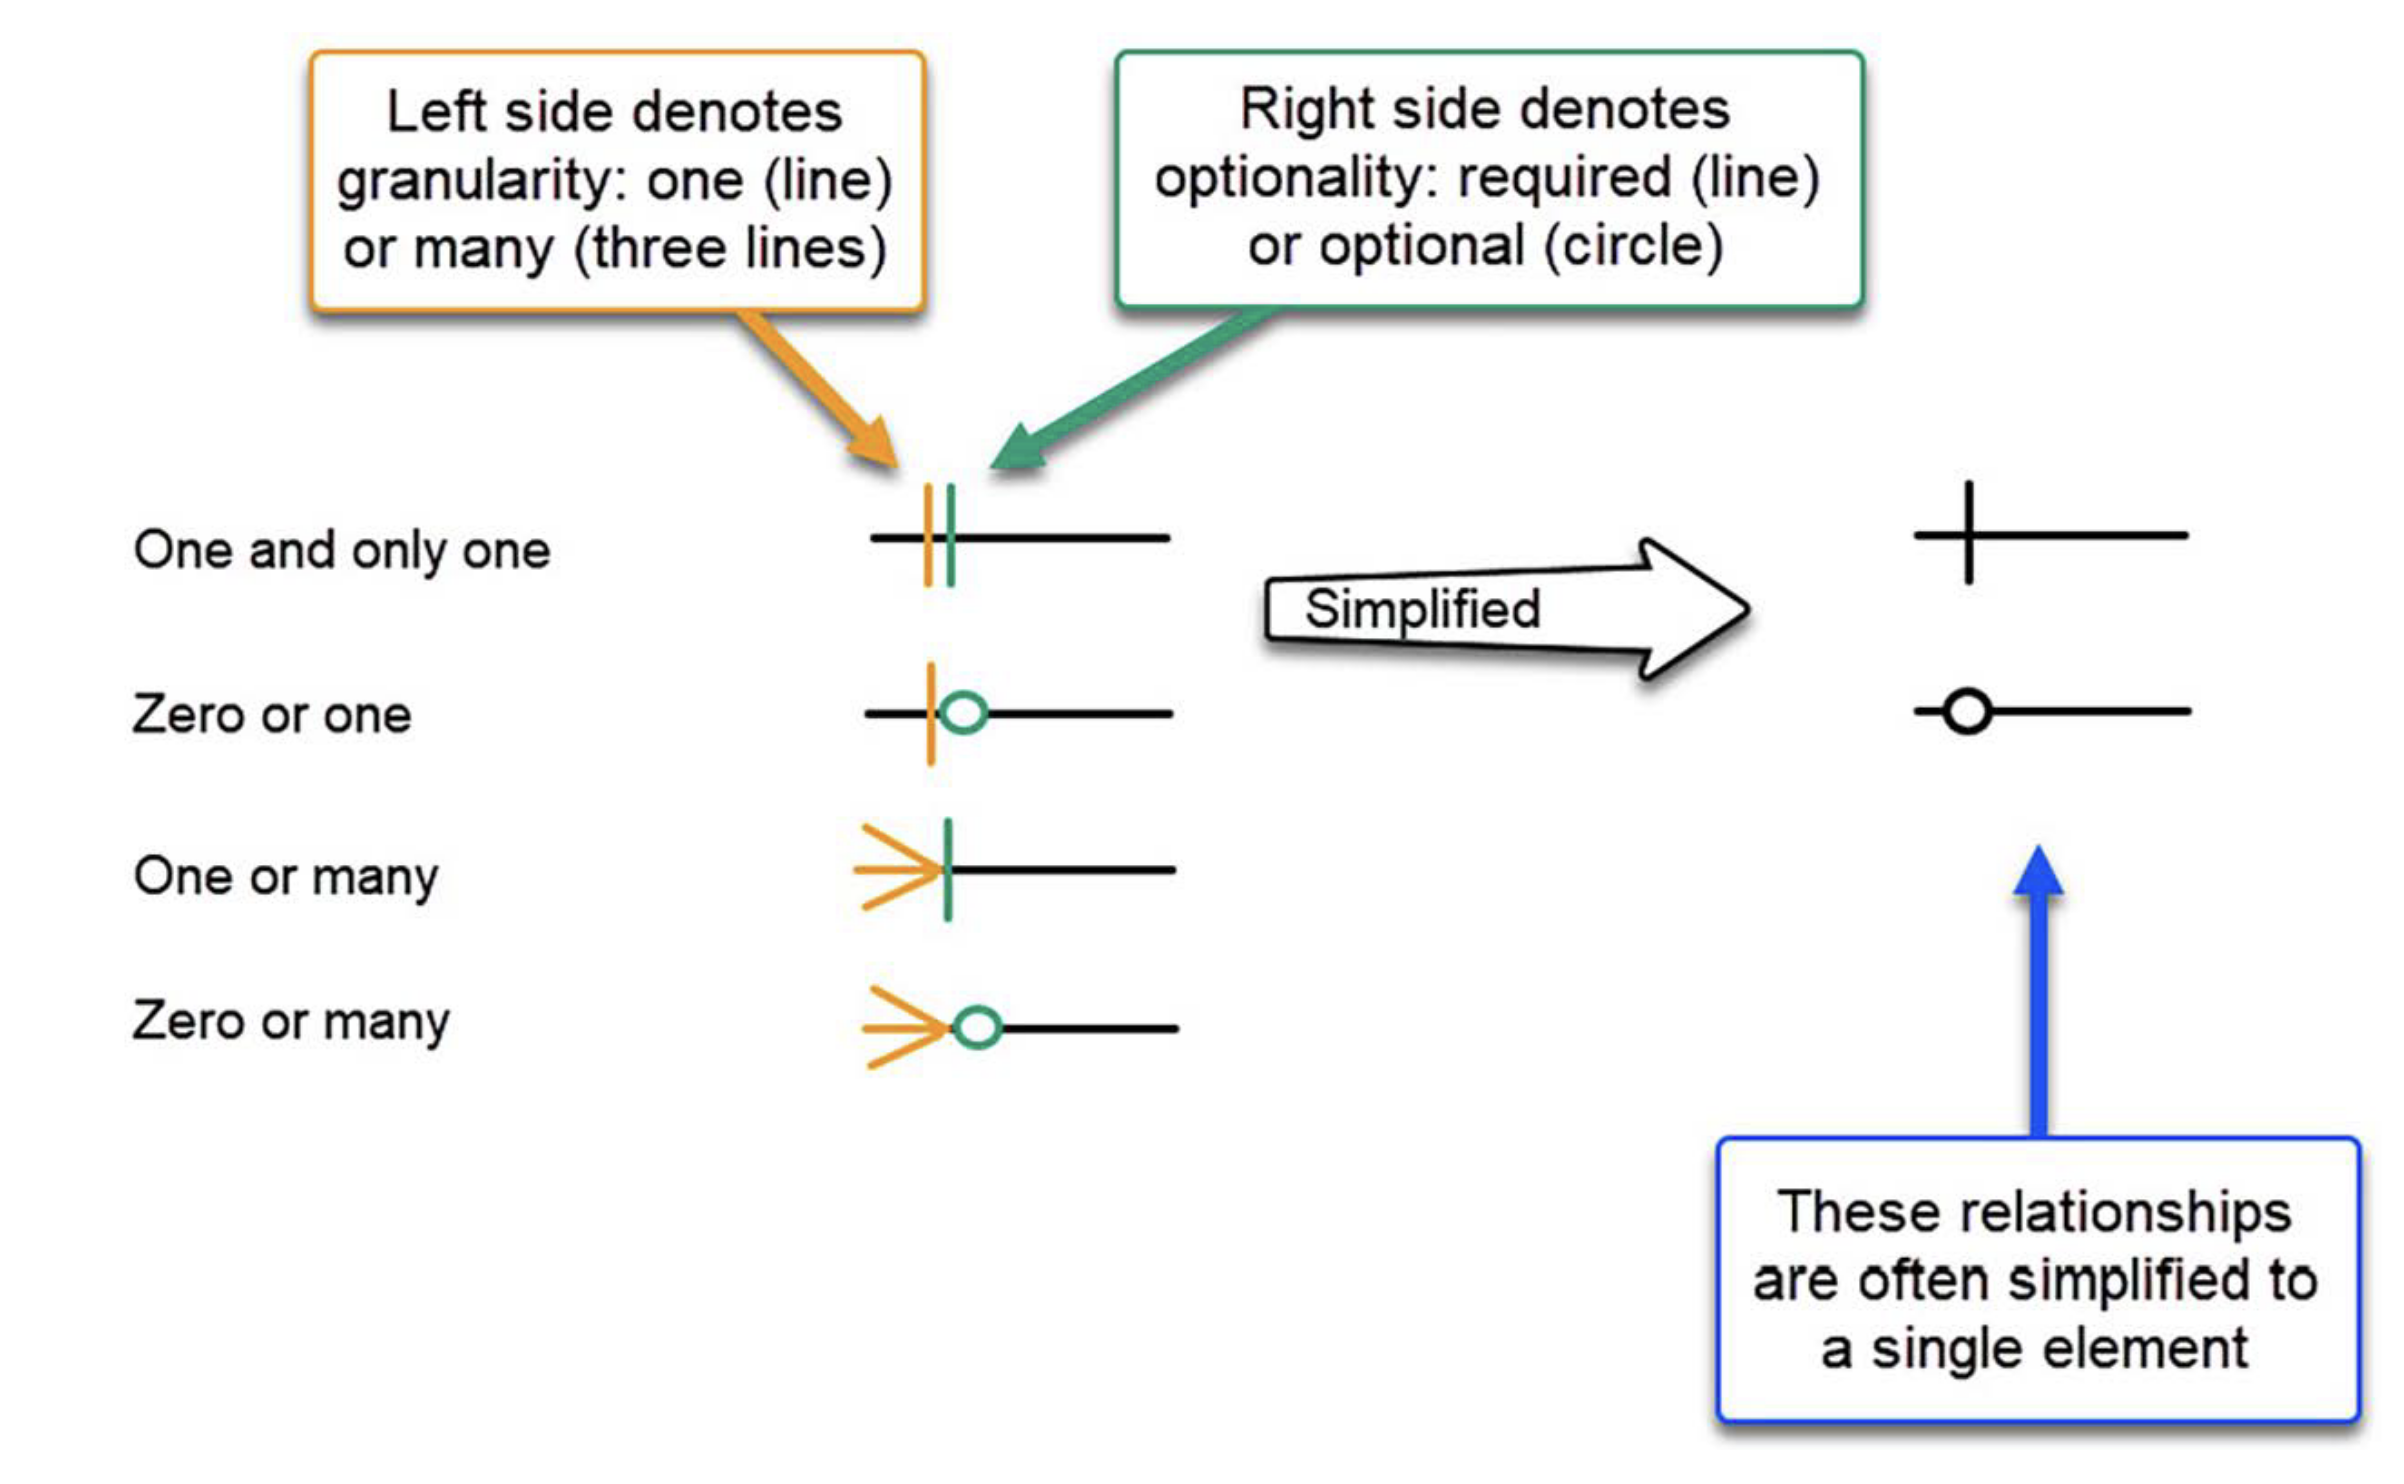 Left side denotes
granularity: one (line)
or many (three lines)
Right side denotes
optionality: required (line)
or optional (circle)
One and only one
Simplified
Zero or one
One or many
Zero or many
These relationships
are often simplified to
a single element